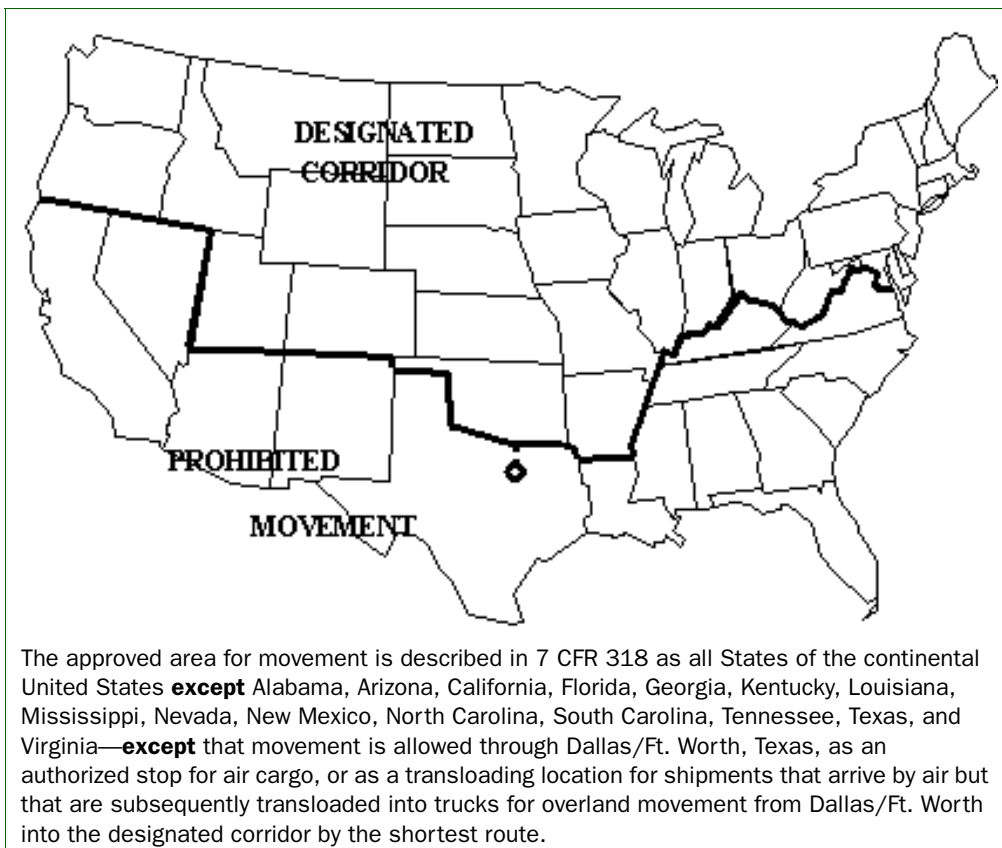 DESIGNATED
CORRIDOR
PROHIBITED
MOVEMENT
The approved area for movement is described in 7 CFR 318 as all States of the continental
United States except Alabama, Arizona, California, Florida, Georgia, Kentucky, Louisiana,
Mississippi, Nevada, New Mexico, North Carolina, South Carolina, Tennessee, Texas, and
Virginia—except that movement is allowed through Dallas/Ft. Worth, Texas, as an
authorized stop for air cargo, or as a transloading location for shipments that arrive by air but
that are subsequently transloaded into trucks for overland movement from Dallas/Ft. Worth
into the designated corridor by the shortest route.